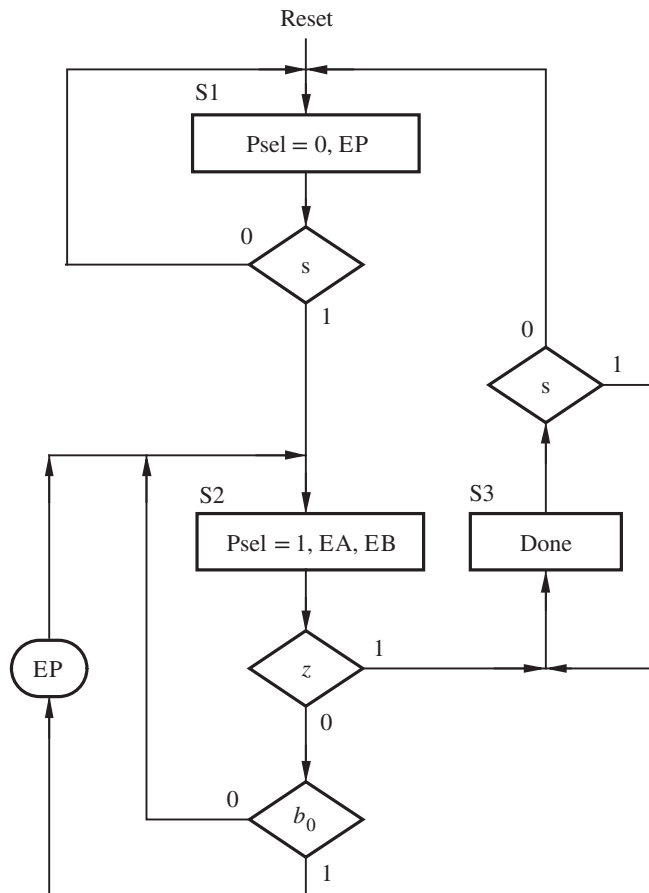 Reset
S1
Psel = 0, EP
0
s
1
0
s
1
S2
Psel = 1, EA, EB
S3
Done
EP
z
1
0
0
b0
1